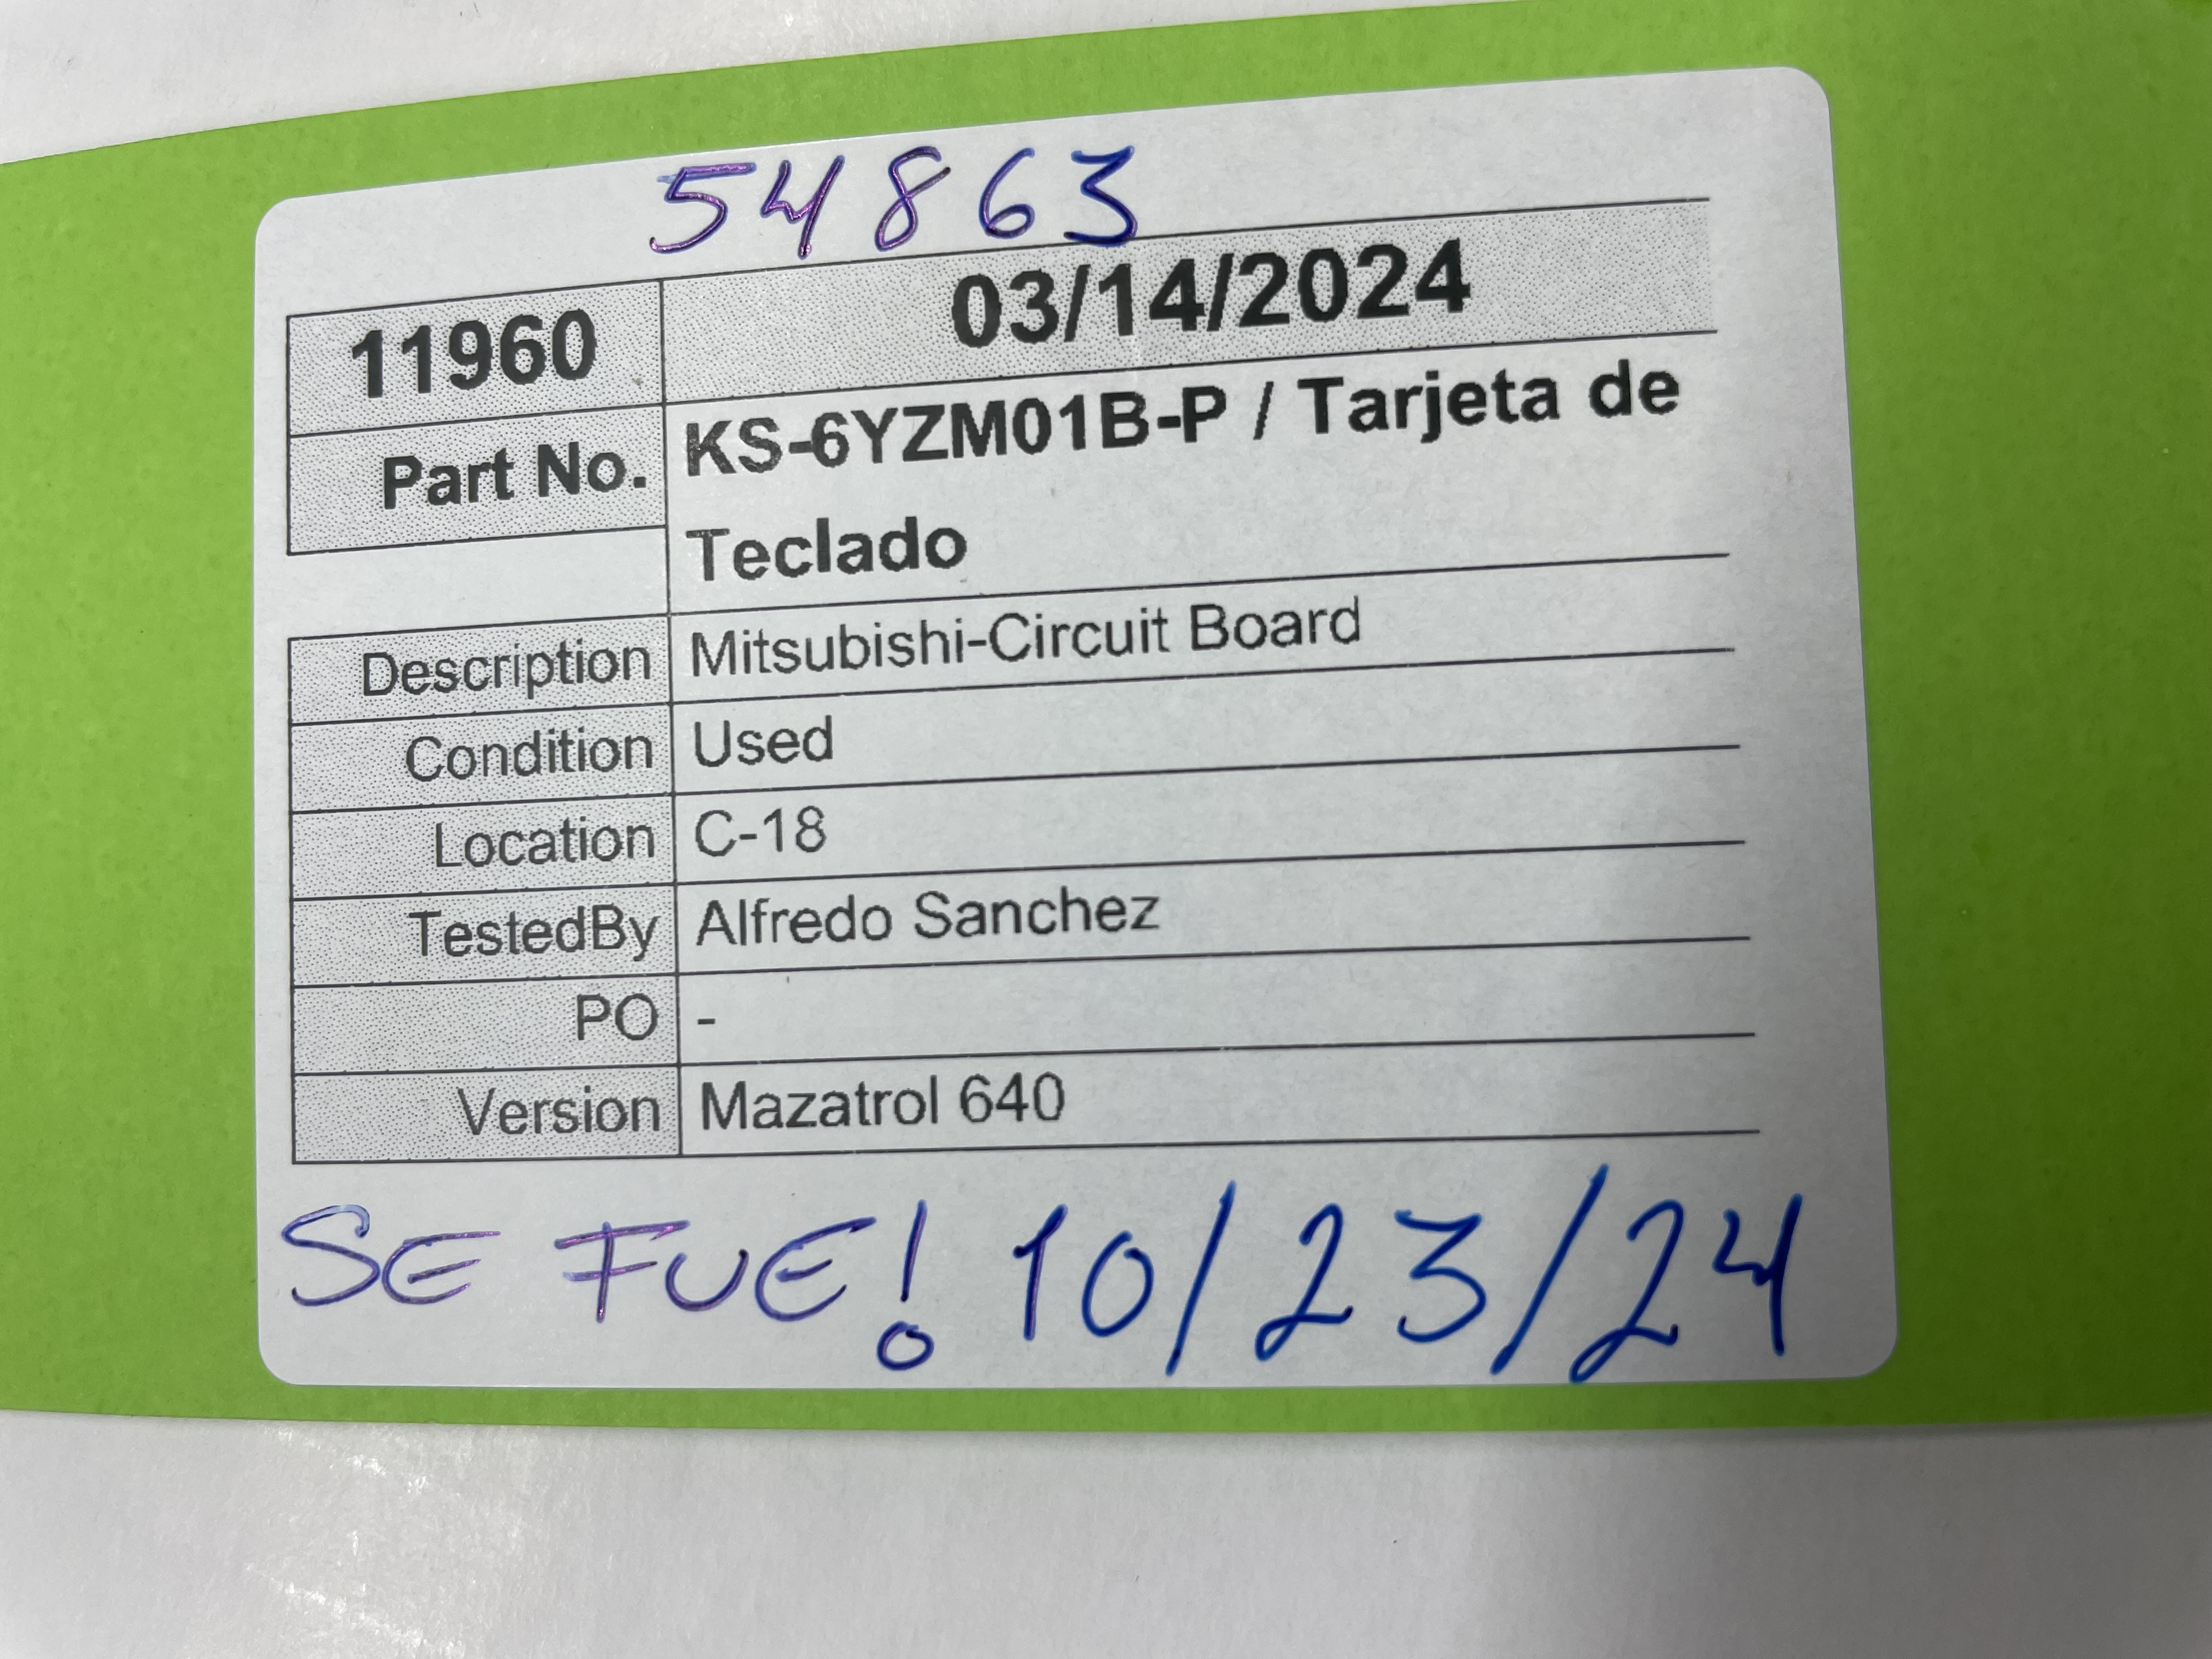 54863
11960 03/14/2024
Part No. KS-6YZM01B-P / Tarjeta de
Teclado
Description Mitsubishi-Circuit Board
Condition Used
Location C-18
TestedBy Alfredo Sanchez
PO -
Version Mazatrol 640
SE FUE! 10/23/24